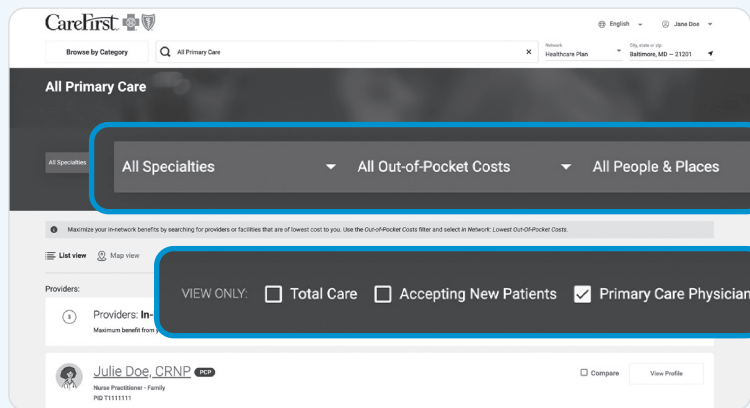 CareFirst
English
Jane Doe
Browse by Category
All Primary Care
×
Network
Healthcare Plan
City, state or zip
Baltimore, MD – 21201
All Primary Care
All Specialties
All Specialties
All Out-of-Pocket Costs
All People & Places
Maximize your in-network benefits by searching for providers or facilities that are of lowest cost to you. Use the Out-of-Pocket Costs filter and select In Network: Lowest Out-Of-Pocket Costs.
List view
Map view
VIEW ONLY:
Total Care
Accepting New Patients
Primary Care Physician
Providers:
$
Providers: In-
Maximum benefit from
Julie Doe, CRNP
PCP
Compare
View Profile
Nurse Practitioner - Family
PID T1111111